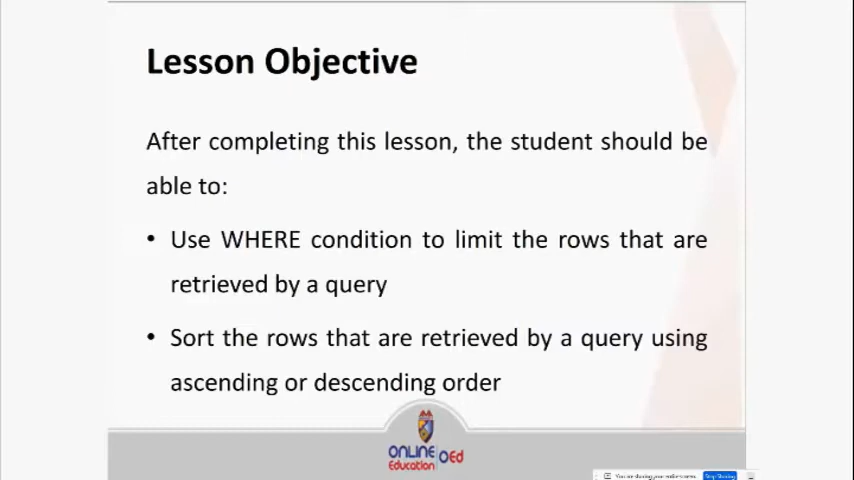 Lesson Objective
After completing this lesson, the student should be
able to:
• Use WHERE condition to limit the rows that are
retrieved by a query
• Sort the rows that are retrieved by a query using
ascending or descending order
ONLINE
Education
OEd
Stop Sharing